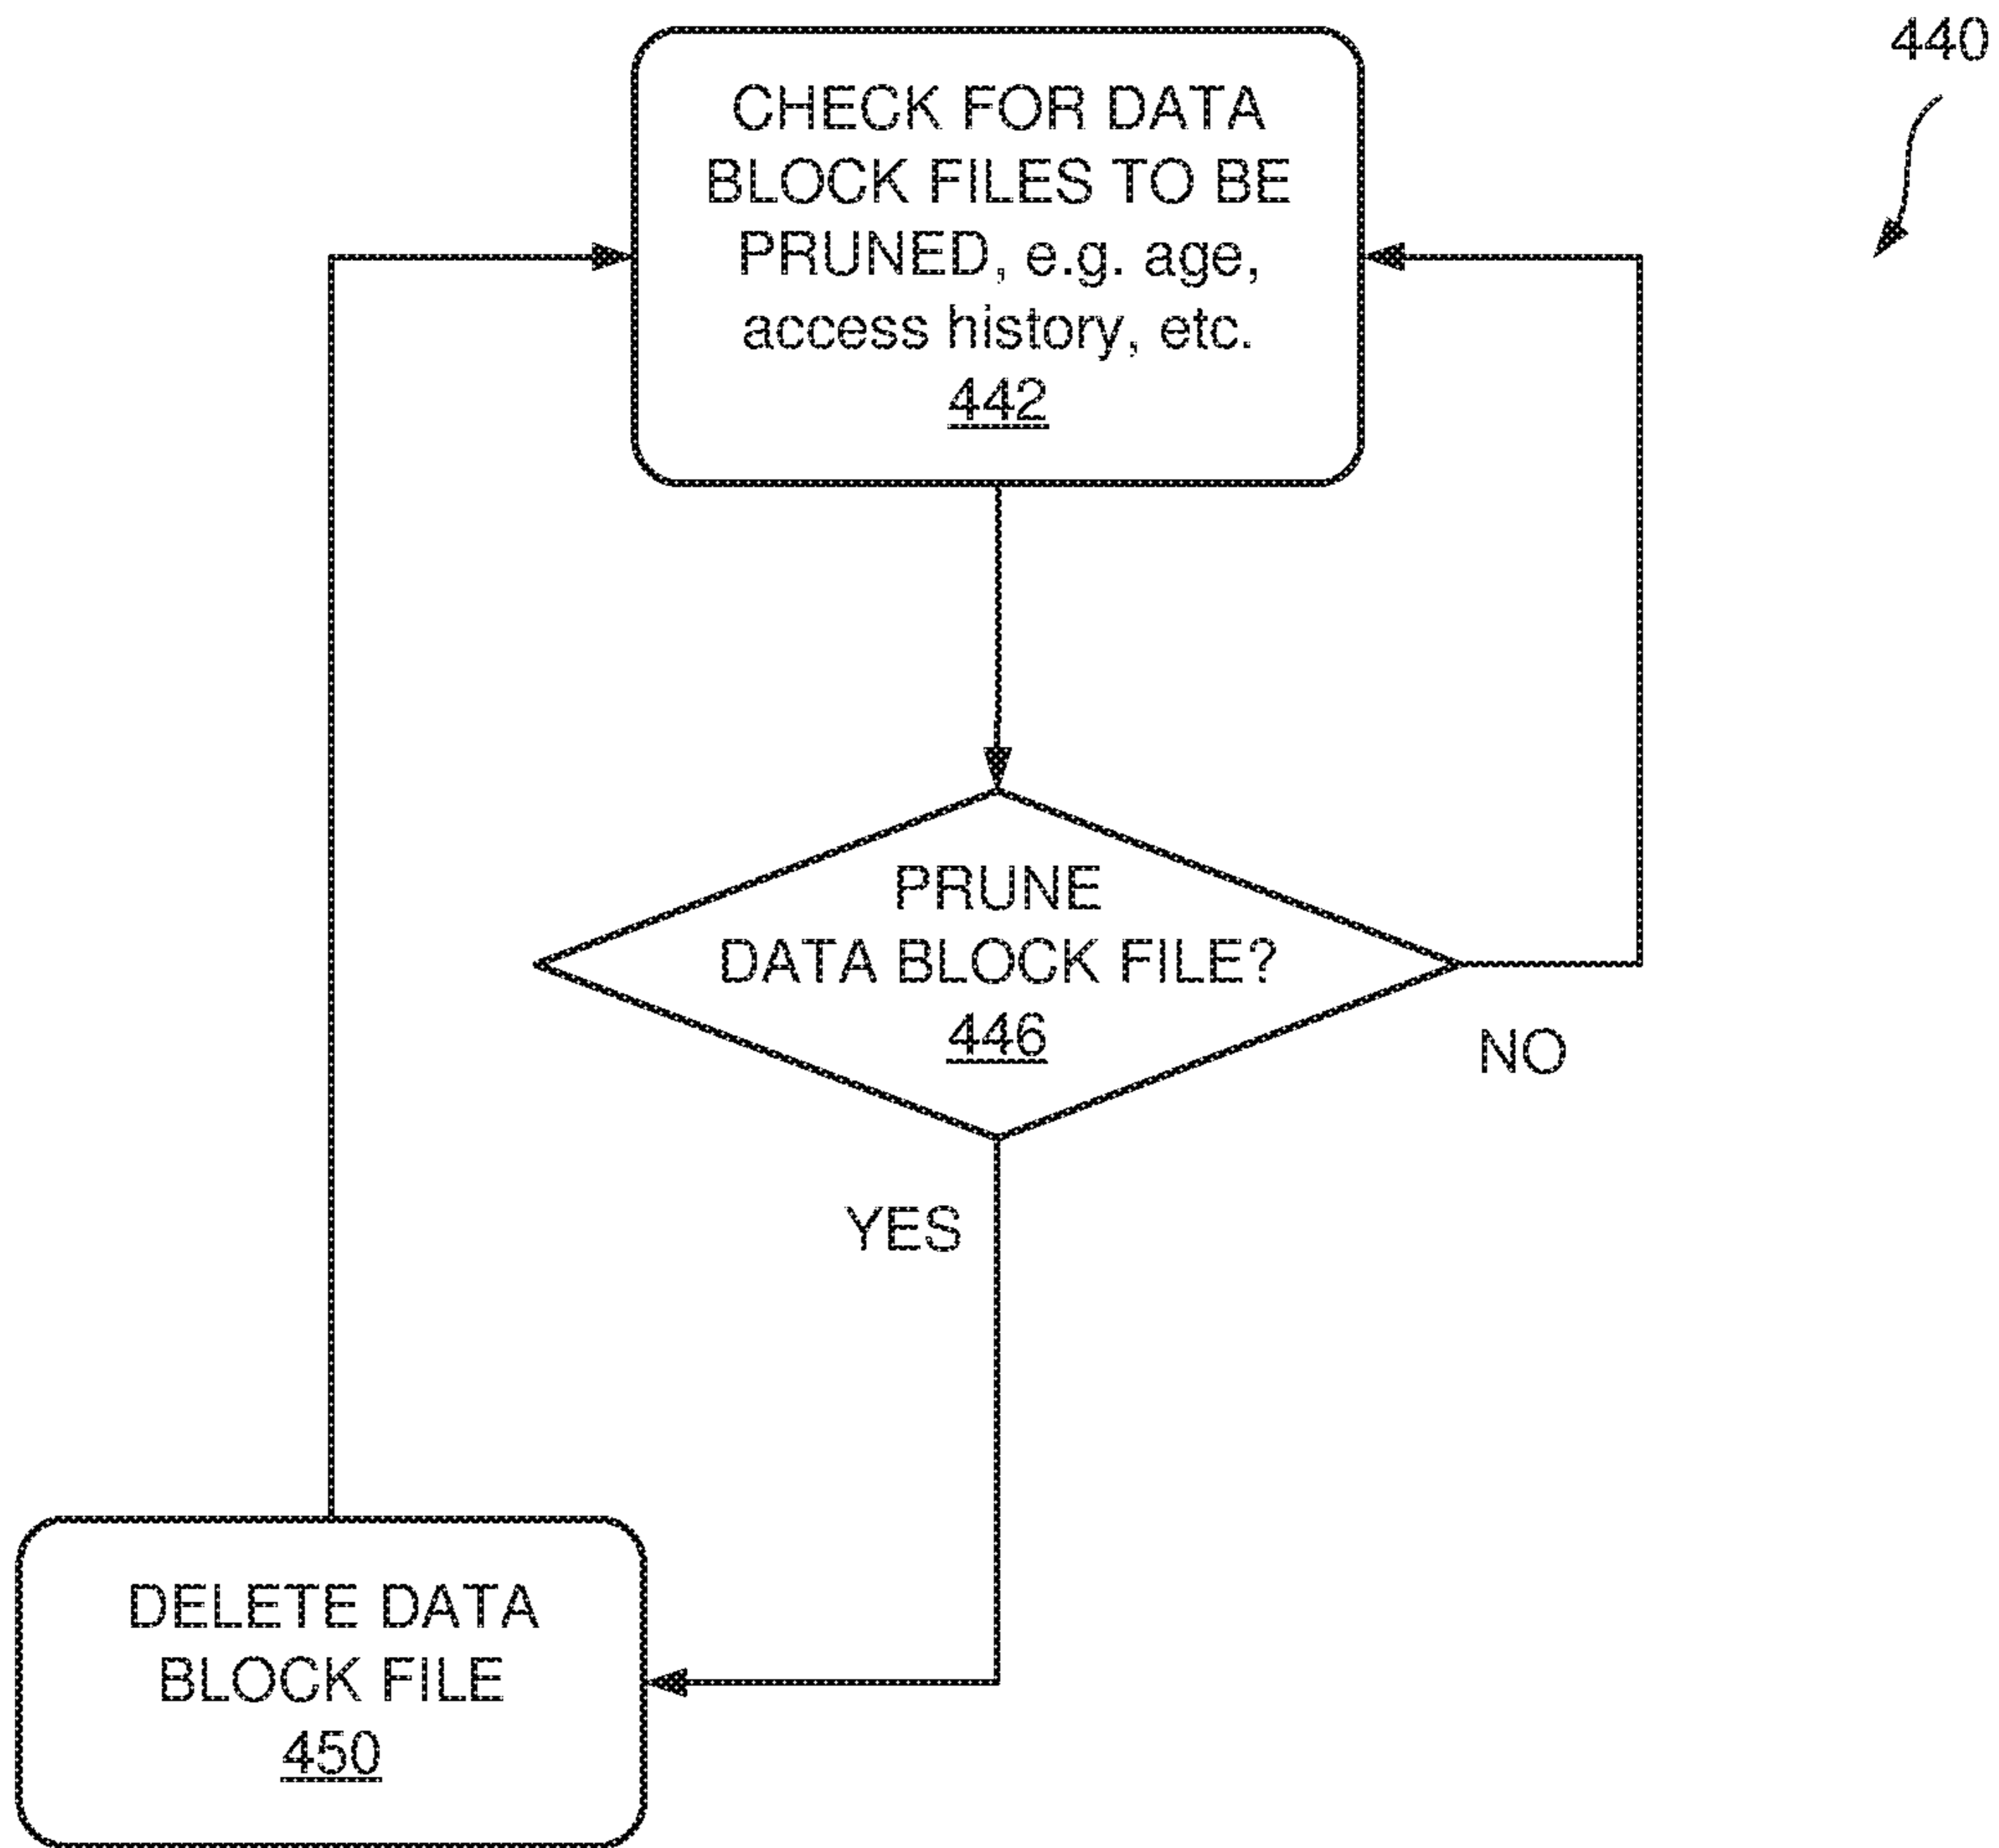 440
CHECK FOR DATA
BLOCK FILES TO BE
PRUNED, e.g. age,
access history, etc.
442
PRUNE
DATA BLOCK FILE?
446
NO
YES
DELETE DATA
BLOCK FILE
450